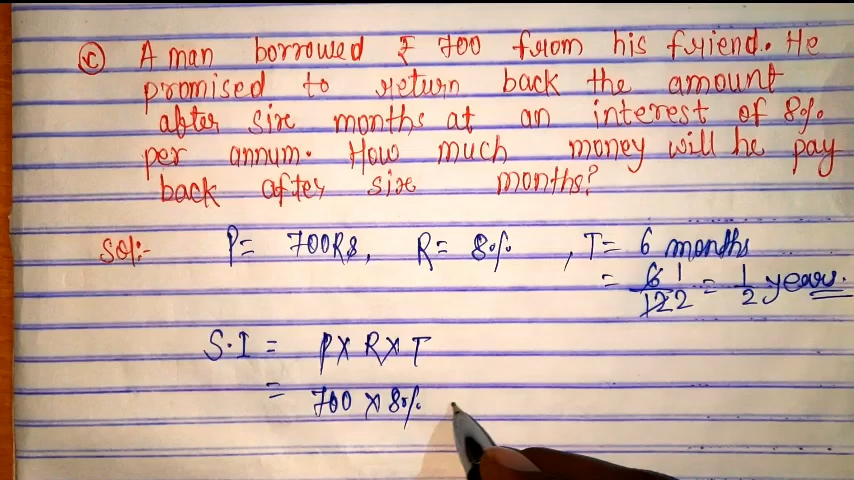 (c) A man borrowed ₹ 700 from his friend. He
promised to return back the amount
after six months at an interest of 8%
per annum. How much money will he pay
back after six months?
Sol:- P= 700RS, R= 8%, T= 6 months
= 6/12 1/2 = 1/2 years.
S.I = P× R× T
= 700 × 8%